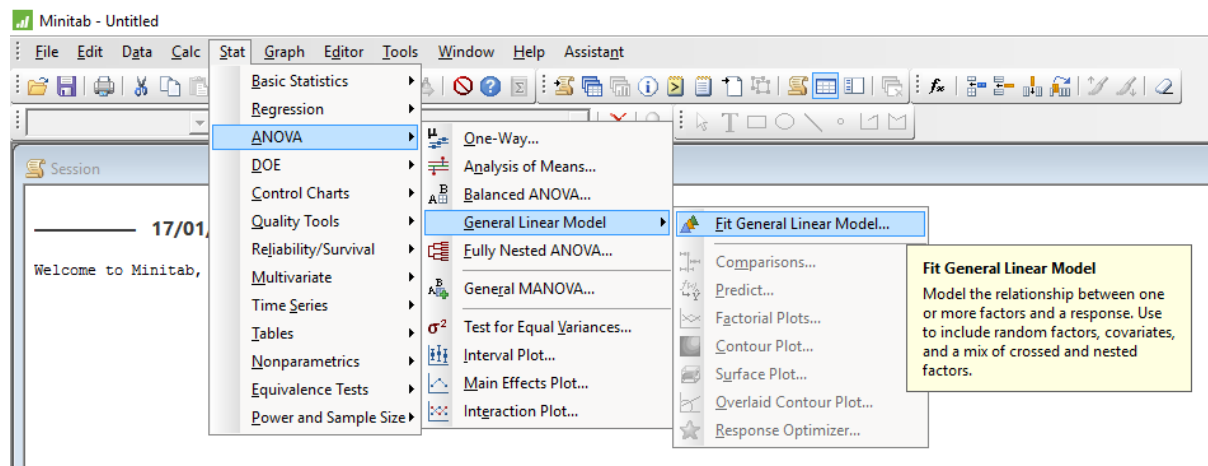 Minitab - Untitled
File Edit Data Calc Stat Graph Editor Tools Window Help Assistant
Basic Statistics
Regression
ANOVA
DOE
Control Charts
Quality Tools
Reliability/Survival
Multivariate
Time Series
Tables
Nonparametrics
Equivalence Tests
Power and Sample Size
One-Way...
Analysis of Means...
Balanced ANOVA...
General Linear Model
Fully Nested ANOVA...
General MANOVA...
Test for Equal Variances...
Interval Plot...
Main Effects Plot...
Interaction Plot...
Fit General Linear Model...
Comparisons...
Predict...
Factorial Plots...
Contour Plot...
Surface Plot...
Overlaid Contour Plot...
Response Optimizer...
Fit General Linear Model
Model the relationship between one
or more factors and a response. Use
to include random factors, covariates,
and a mix of crossed and nested
factors.
Session
17/01/
Welcome to Minitab,